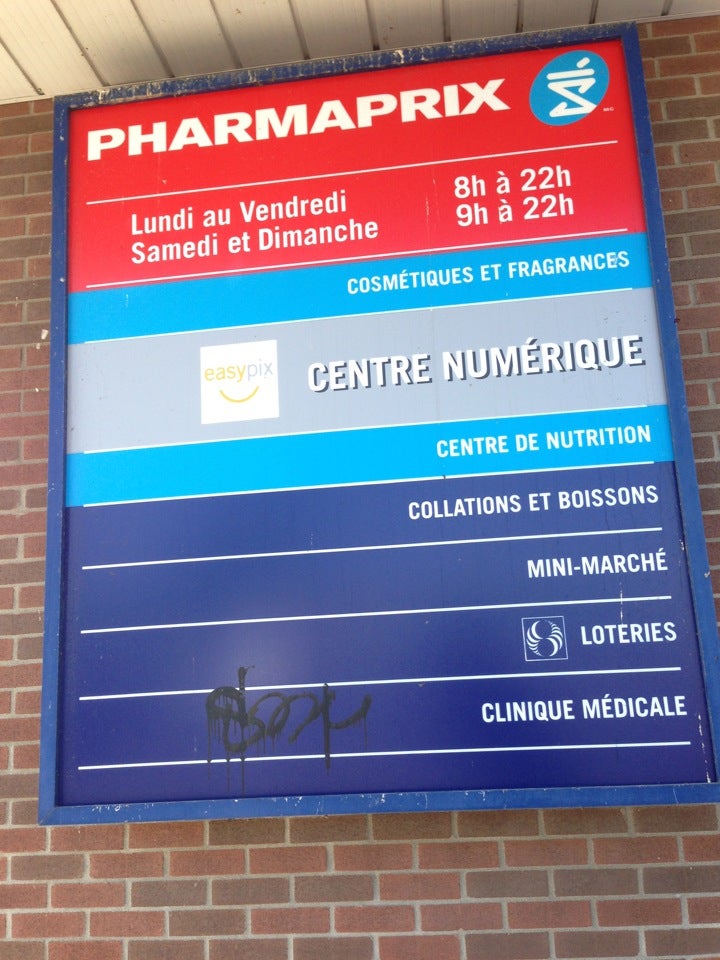 PHARMAPRIX
MC
Lundi au Vendredi 8h à 22h
Samedi et Dimanche 9h à 22h
COSMÉTIQUES ET FRAGRANCES
easypix CENTRE NUMÉRIQUE
CENTRE DE NUTRITION
COLLATIONS ET BOISSONS
MINI-MARCHÉ
LOTERIES
CLINIQUE MÉDICALE